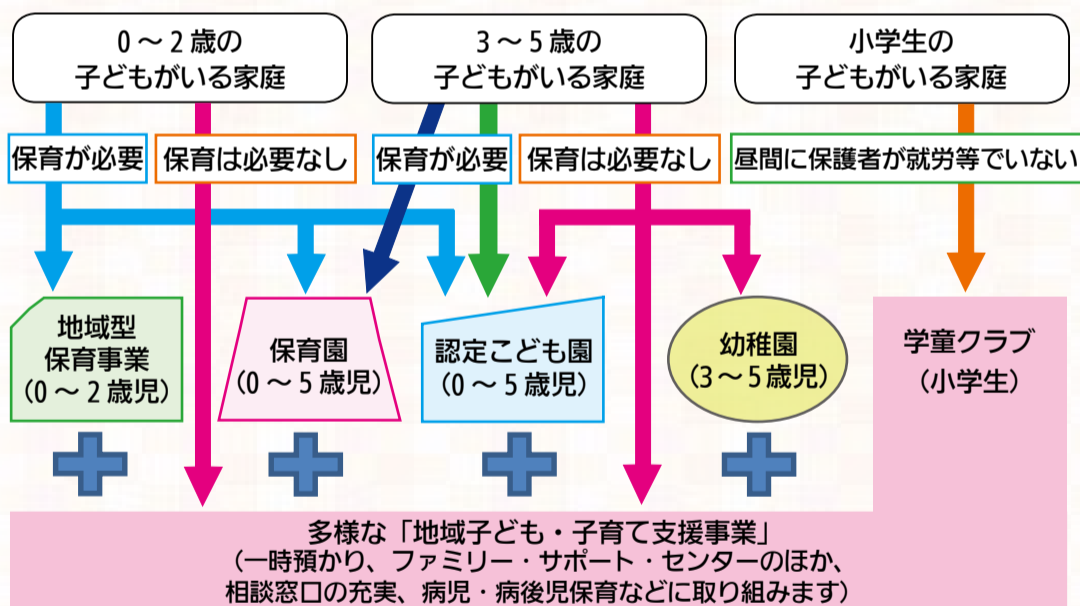 0～2歳の
子どもがいる家庭
3～5歳の
子どもがいる家庭
小学生の
子どもがいる家庭
保育が必要
保育は必要なし
保育が必要
保育は必要なし
昼間に保護者が就労等でいない
地域型
保育事業
（0～2歳児）
保育園
（0～5歳児）
認定こども園
（0～5歳児）
幼稚園
（3～5歳児）
学童クラブ
（小学生）
多様な「地域子ども・子育て支援事業」
（一時預かり、ファミリー・サポート・センターのほか、
相談窓口の充実、病児・病後児保育などに取り組みます）